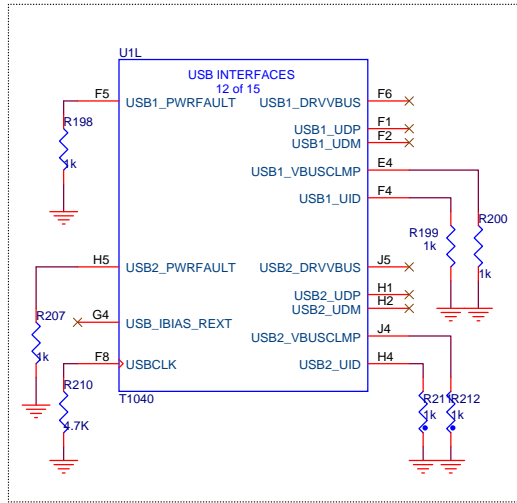 U1L
USB INTERFACES
12 of 15
F5
USB1_PWRFAULT
USB1_DRVVBUS
F6
USB1_UDP
F1
USB1_UDM
F2
R198
1k
USB1_VBUSCLMP
E4
USB1_UID
F4
R199
1k
R200
1k
H5
USB2_PWRFAULT
USB2_DRVVBUS
J5
USB2_UDP
H1
USB2_UDM
H2
R207
1k
G4
USB_IBIAS_REXT
USB2_VBUSCLMP
J4
F8
USBCLK
USB2_UID
H4
R210
4.7K
T1040
R211
1k
R212
1k